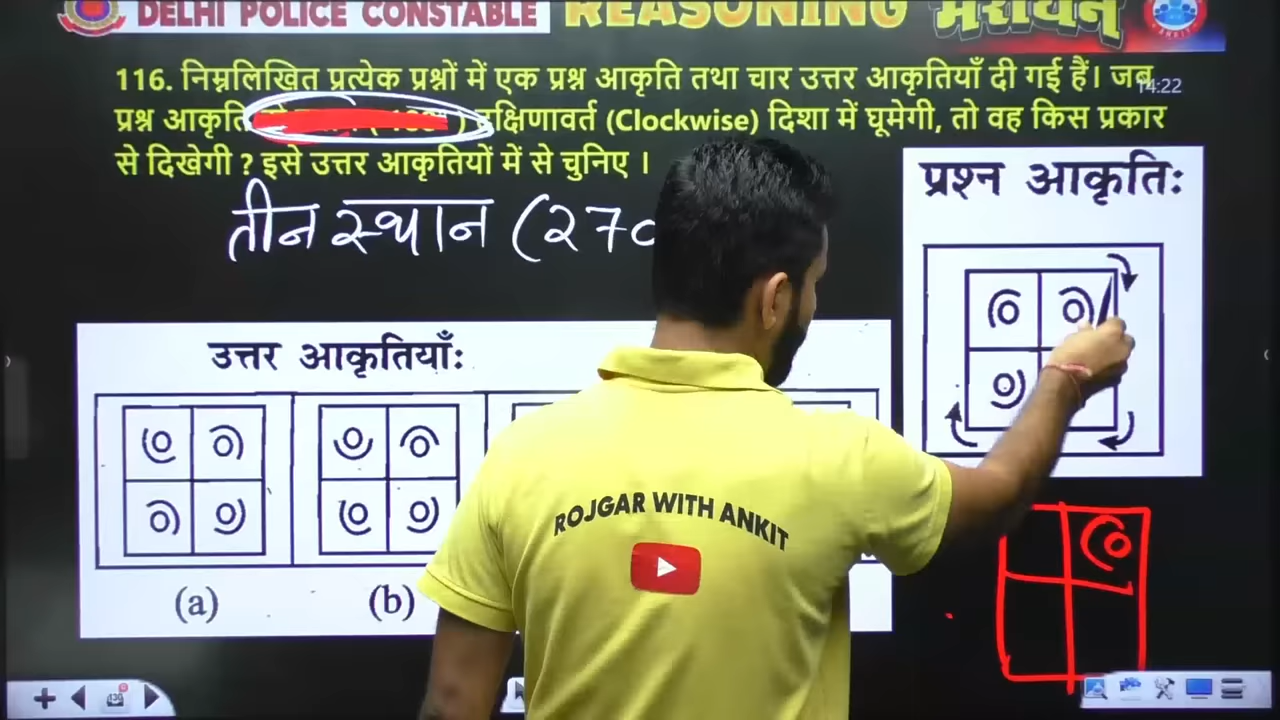 DELHI POLICE CONSTABLE REASONING मैराथन
116. निम्नलिखित प्रत्येक प्रश्नों में एक प्रश्न आकृति तथा चार उत्तर आकृतियाँ दी गई हैं। जब
14:22
प्रश्न आकृति दक्षिणावर्त (Clockwise) दिशा में घूमेगी, तो वह किस प्रकार
से दिखेगी ? इसे उत्तर आकृतियों में से चुनिए ।
तीन स्थान (270
प्रश्न आकृतिः
उत्तर आकृतियाँः
(a) (b)
ROJGAR WITH ANKIT